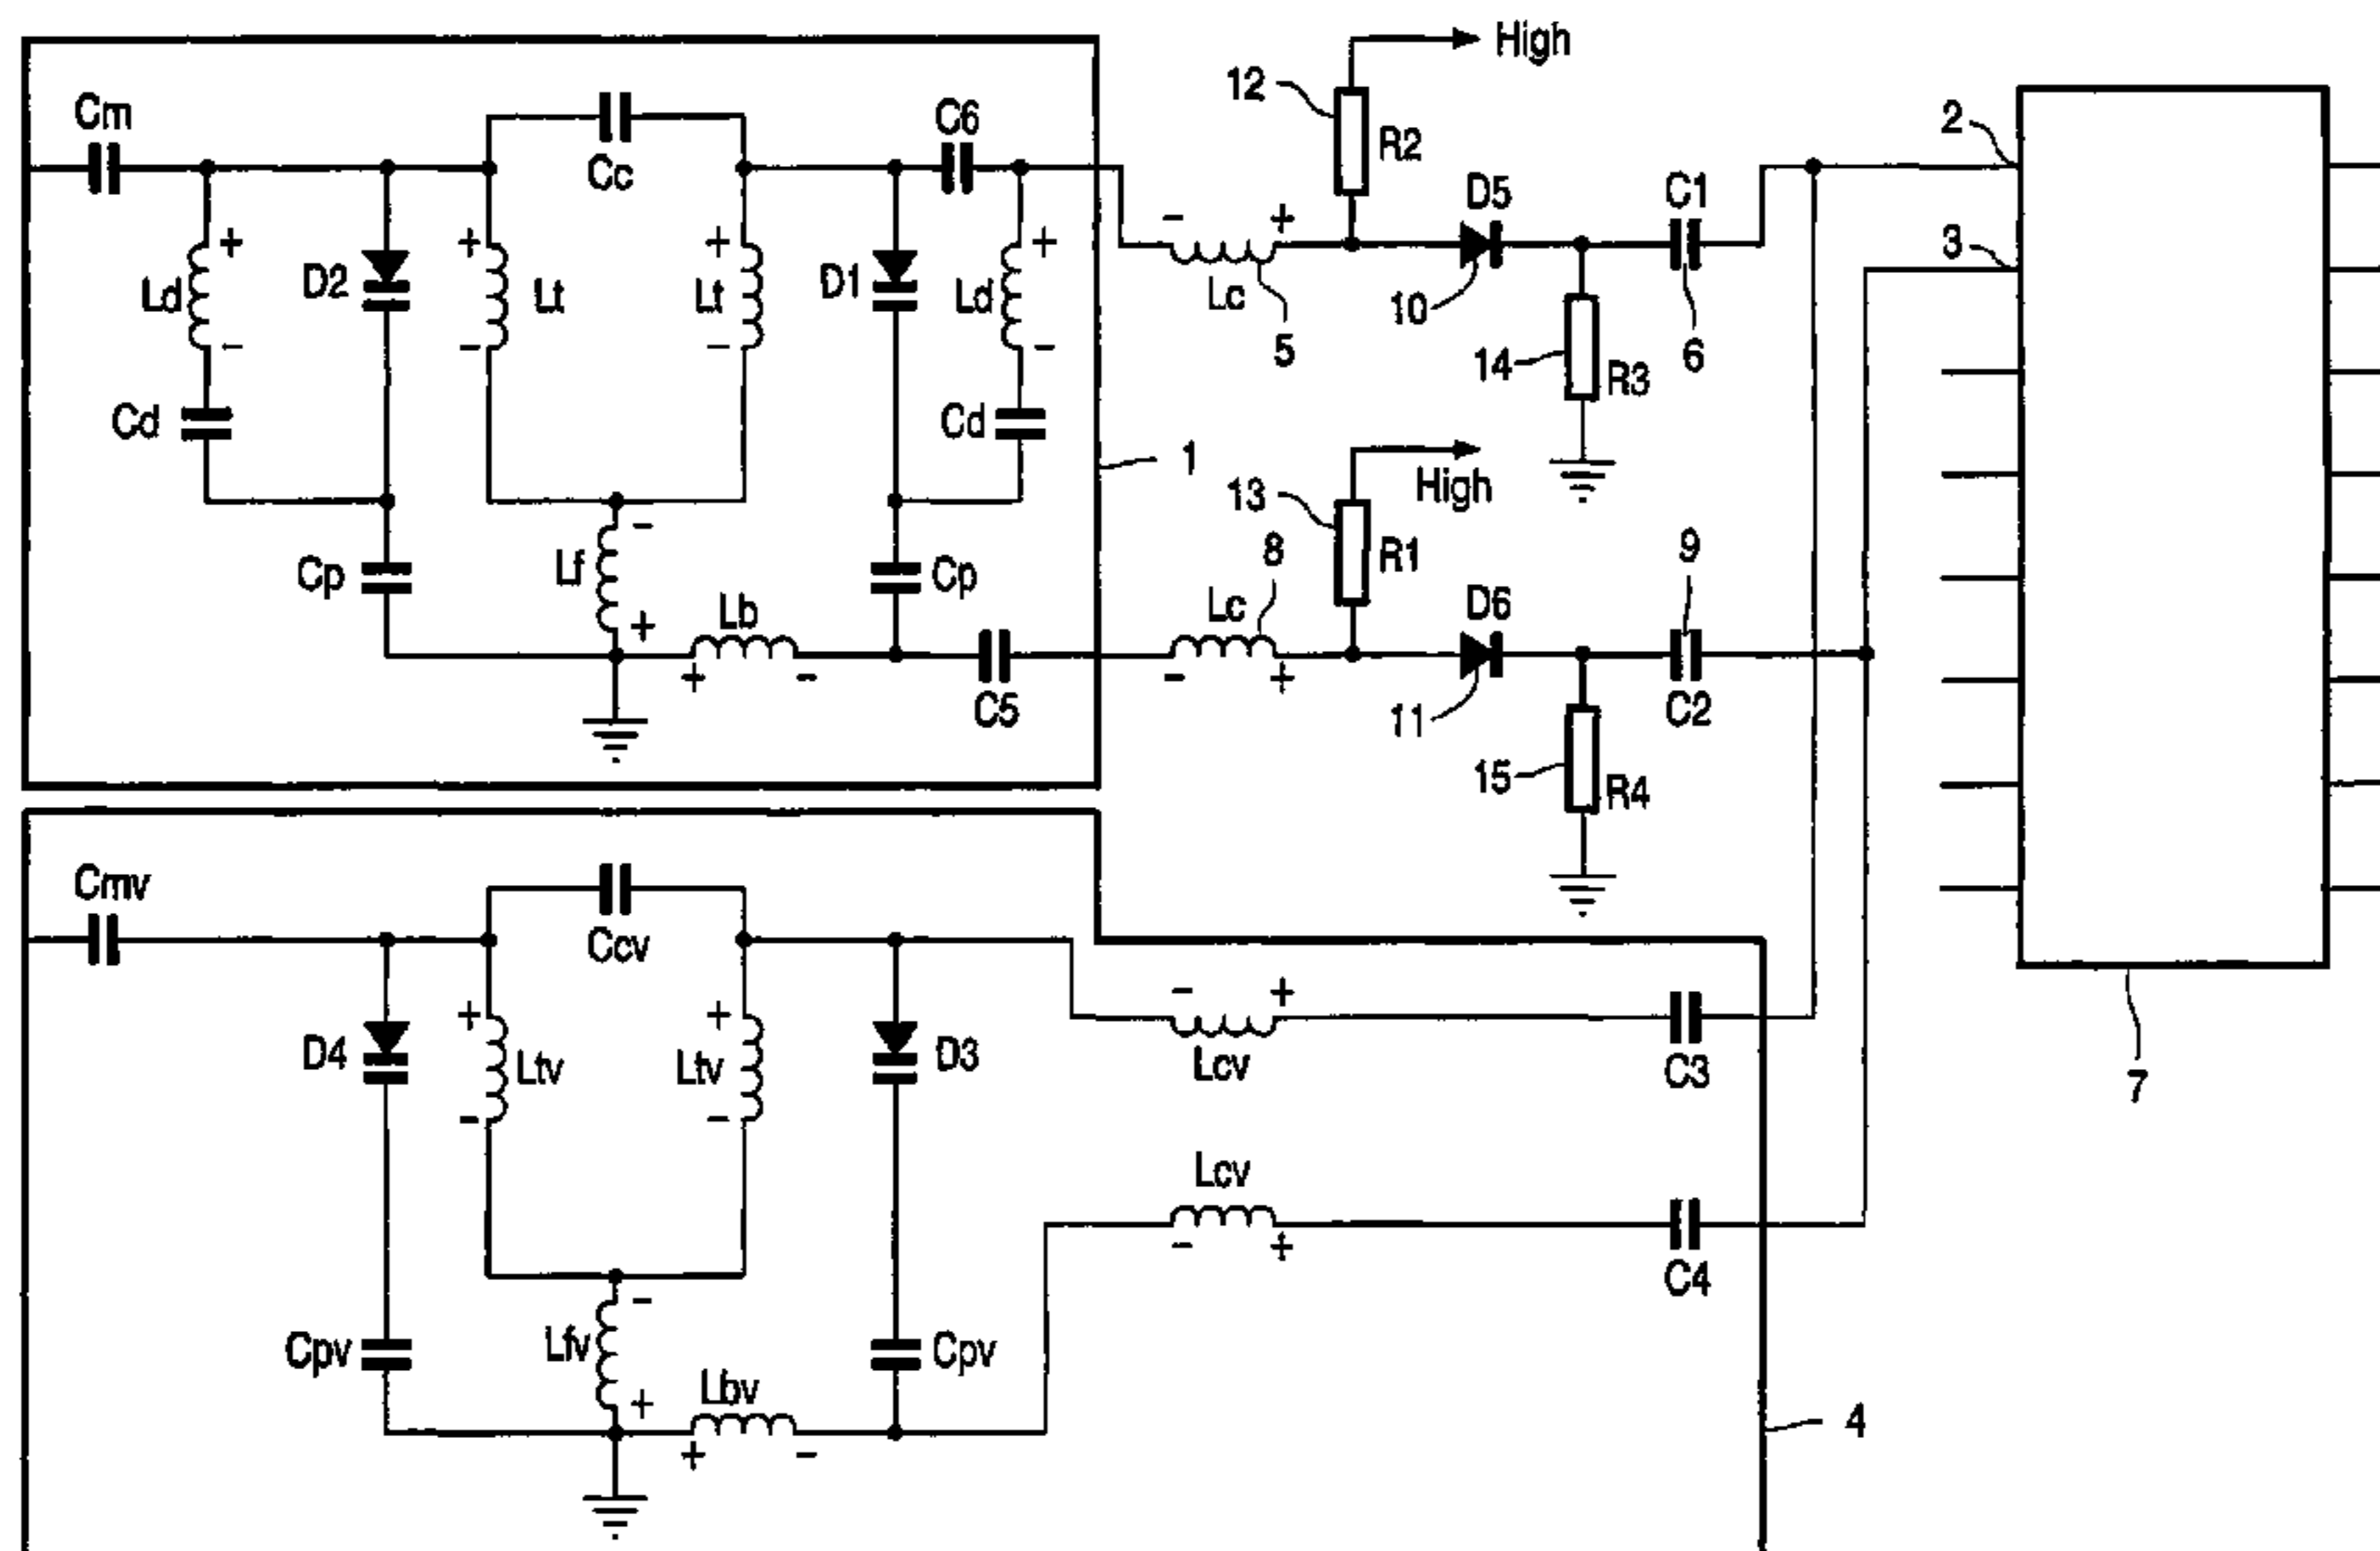 High
12
R2
2
Cm
Cc
C6
D5
C1
3
- +
+ + + +
Ld D2 Lt Lt D1 Ld
Lc
10
5
14
R3
6
- - - -
Cd
Cd
1
High
13
R1
8
9
Cp
Lf
-
+
Lb
Cp
Lc
D6
+ -
C5
- +
11
C2
15
R4
Cmv
Ccv
- +
+ +
D4 Ltv Ltv D3
Lcv
C3
7
- -
Lcv
- +
C4
-
Cpv
Lfv
Cpv
+
Lbv
+ -
4